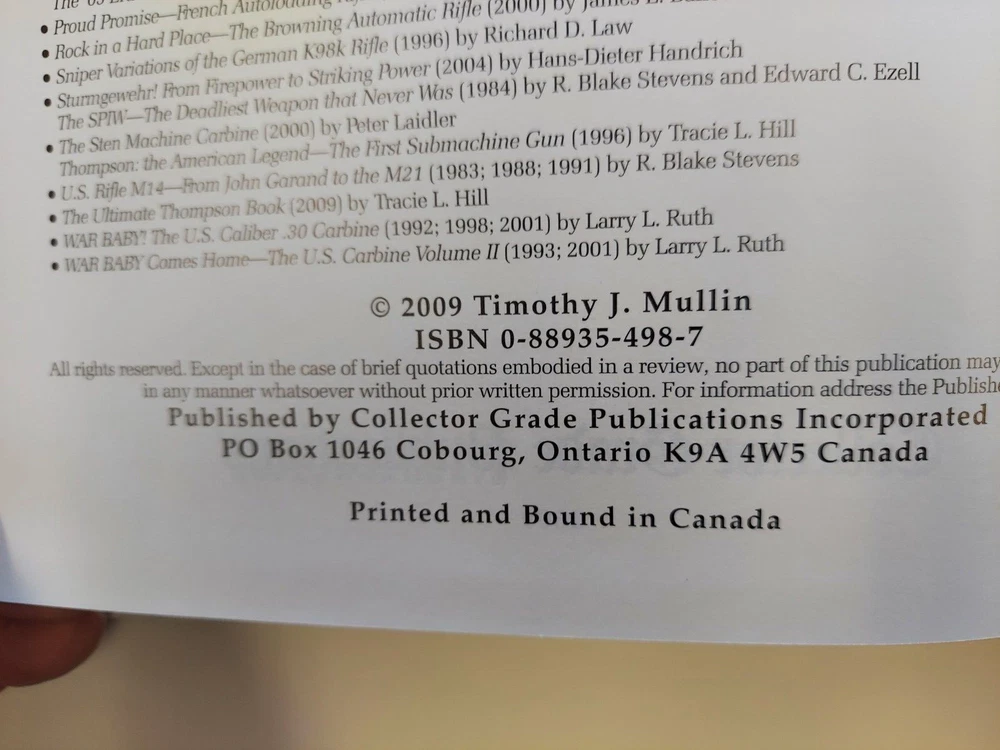 The '03
• Proud Promise—French Autoloading
• Rock in a Hard Place—The Browning Automatic Rifle (2000) by James
• Sniper Variations of the German K98k Rifle (1996) by Richard D. Law
• Sturmgewehr! From Firepower to Striking Power (2004) by Hans-Dieter Handrich
The SPIW—The Deadliest Weapon that Never Was (1984) by R. Blake Stevens and Edward C. Ezell
• The Sten Machine Carbine (2000) by Peter Laidler
Thompson: the American Legend—The First Submachine Gun (1996) by Tracie L. Hill
• U.S. Rifle M14—From John Garand to the M21 (1983; 1988; 1991) by R. Blake Stevens
• The Ultimate Thompson Book (2009) by Tracie L. Hill
• WAR BABY! The U.S. Caliber .30 Carbine (1992; 1998; 2001) by Larry L. Ruth
• WAR BABY Comes Home—The U.S. Carbine Volume II (1993; 2001) by Larry L. Ruth
© 2009 Timothy J. Mullin
ISBN 0-88935-498-7
All rights reserved. Except in the case of brief quotations embodied in a review, no part of this publication may
in any manner whatsoever without prior written permission. For information address the Publishe
Published by Collector Grade Publications Incorporated
PO Box 1046 Cobourg, Ontario K9A 4W5 Canada
Printed and Bound in Canada